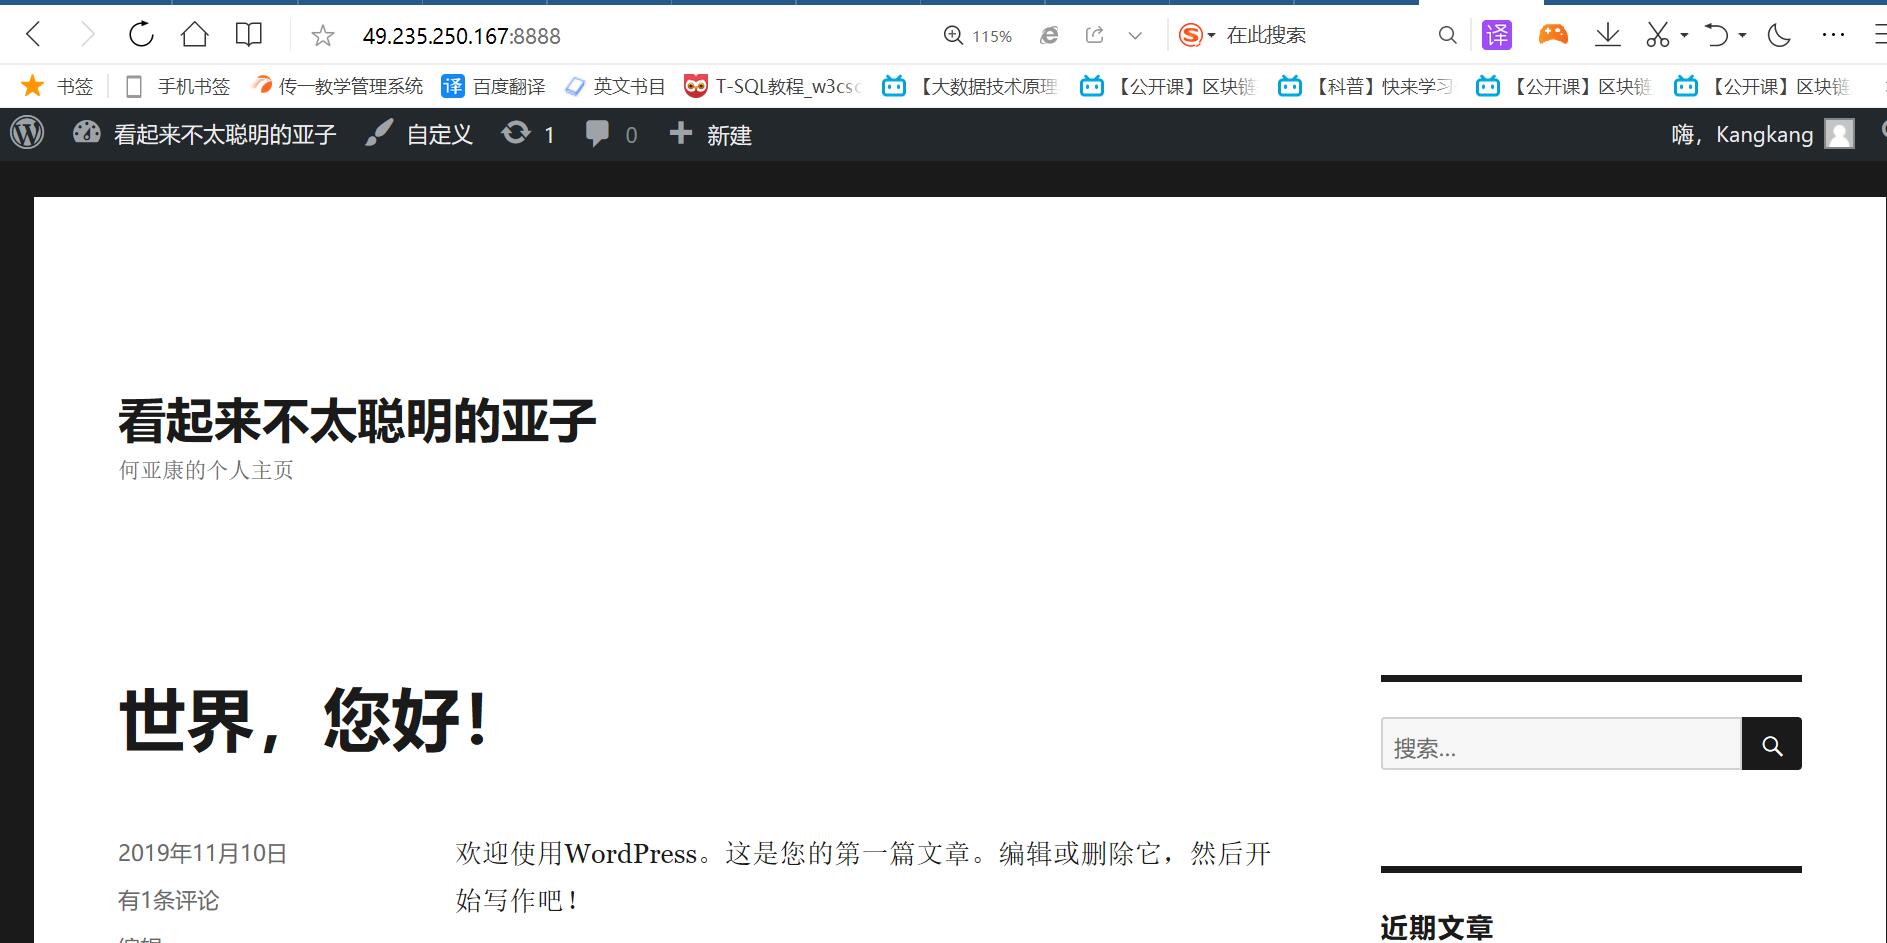 49.235.250.167:8888 115% 在此搜索 译
书签 手机书签 传一教学管理系统 译 百度翻译 英文书目 T-SQL教程_w3cs 【大数据技术原理 【公开课】区块链 【科普】快来学习 【公开课】区块链 【公开课】区块链
看起来不太聪明的亚子 自定义 1 0 新建 嗨，Kangkang
看起来不太聪明的亚子
何亚康的个人主页
世界，您好！
搜索...
2019年11月10日
有1条评论
编辑
欢迎使用WordPress。这是您的第一篇文章。编辑或删除它，然后开
始写作吧！
近期文章